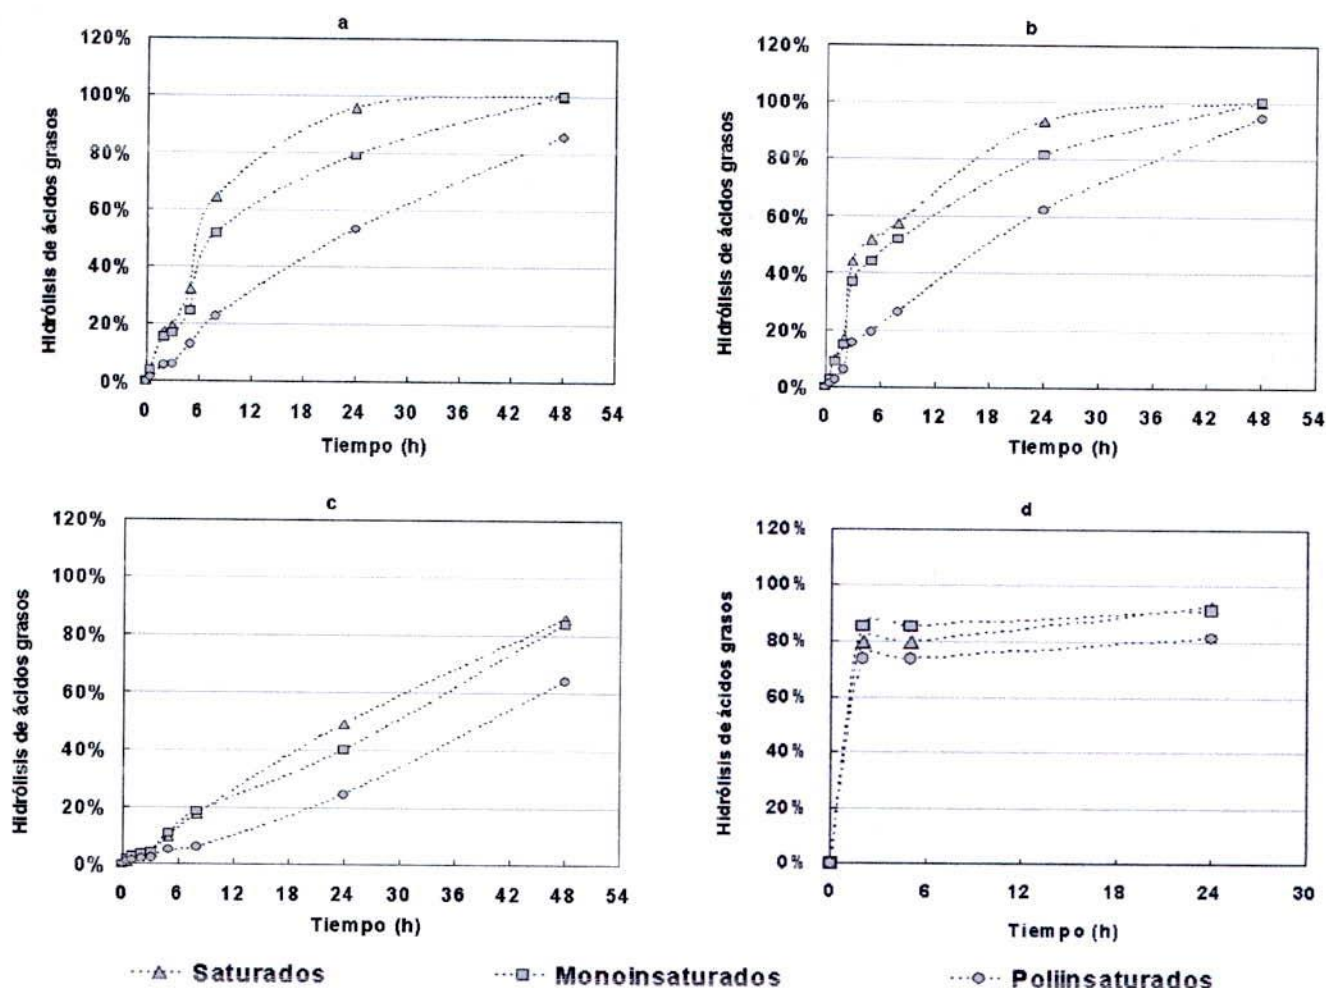 a
120%
100%
80%
60%
40%
20%
0%
Hidrólisis de ácidos grasos
0 6 12 18 24 30 36 42 48 54
Tiempo (h)
b
120%
100%
80%
60%
40%
20%
0%
Hidrólisis de ácidos grasos
0 6 12 18 24 30 36 42 48 54
Tiempo (h)
c
120%
100%
80%
60%
40%
20%
0%
Hidrólisis de ácidos grasos
0 6 12 18 24 30 36 42 48 54
Tiempo (h)
d
120%
100%
80%
60%
40%
20%
0%
Hidrólisis de ácidos grasos
0 6 12 18 24 30
Tiempo (h)
Saturados Monoinsaturados Poliinsaturados